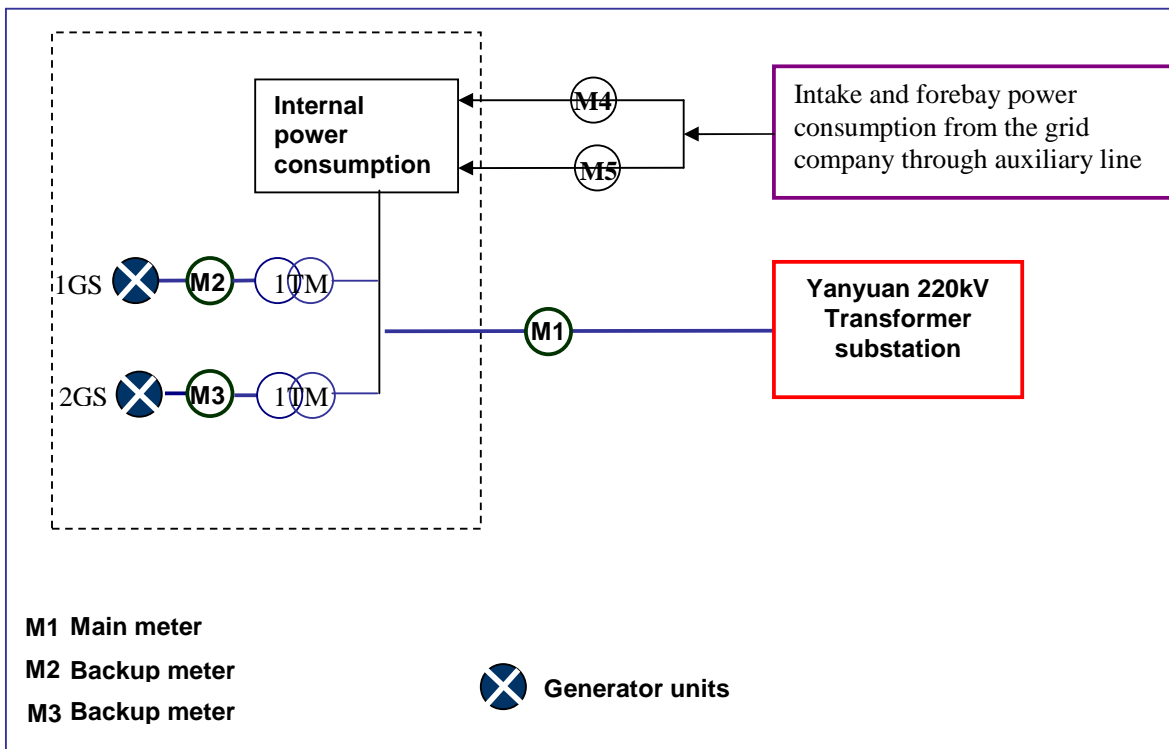 Internal
power
consumption
M4
M5
Intake and forebay power
consumption from the grid
company through auxiliary line
1GS
M2
1TM
M1
Yanyuan 220kV
Transformer
substation
2GS
M3
1TM
M1 Main meter
M2 Backup meter
M3 Backup meter
Generator units